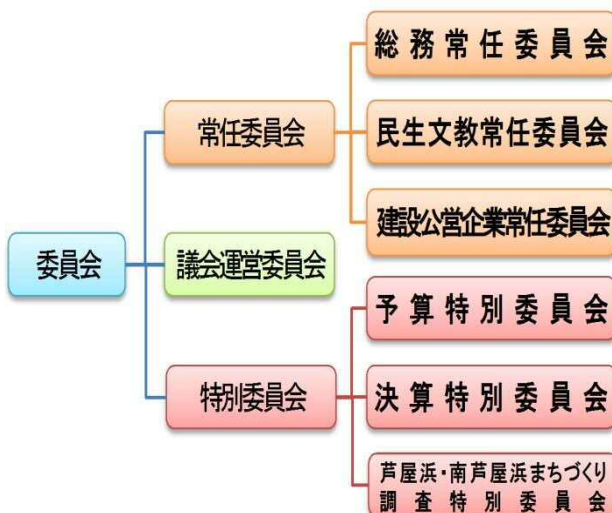 委員会
常任委員会
総務常任委員会
民生文教常任委員会
建設公営企業常任委員会
議会運営委員会
特別委員会
予算特別委員会
決算特別委員会
芦屋浜・南芦屋浜まちづくり
調査特別委員会